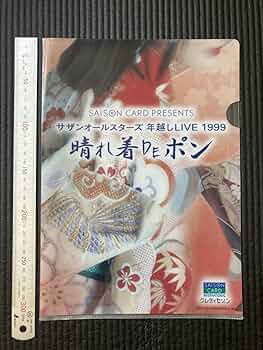 SAISON CARD PRESENTS
サザンオールスターズ 年越しLIVE 1999
晴れ着DEポン
SAISON
CARD
INTERNATIONAL
クレディセゾン